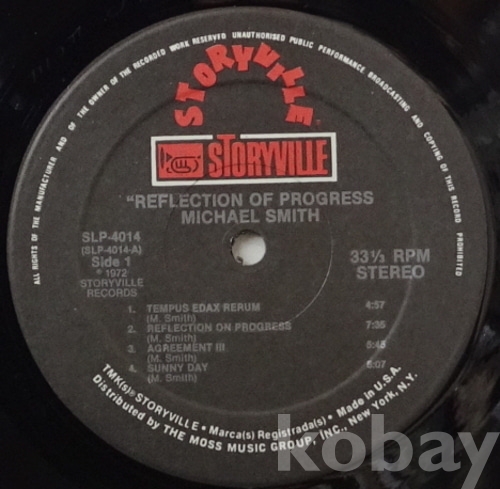 ALL RIGHTS OF THE MANUFACTURER AND OF THE OWNER OF THE RECORDED WORK RESERVED UNAUTHORISED PUBLIC PERFORMANCE BROADCASTING AND COPYING OF THIS RECORD PROHIBITED
STORYVILLE
STORYVILLE
"REFLECTION OF PROGRESS
MICHAEL SMITH
SLP-4014
(SLP-4014-A)
Side 1
℗ 1972
STORYVILLE
RECORDS
33⅓ RPM
STEREO
1. TEMPUS EDAX RERUM 4:57
(M. Smith)
2. REFLECTION ON PROGRESS 7:35
(M. Smith)
3. AGREEMENT III
(M. Smith)
4. SUNNY DAY 6:07
(M. Smith)
TMK(s)® STORYVILLE • Marca(s) Registrada(s) • Made in U.S.A.
Distributed by THE MOSS MUSIC GROUP, INC., New York, N.Y.
kobay